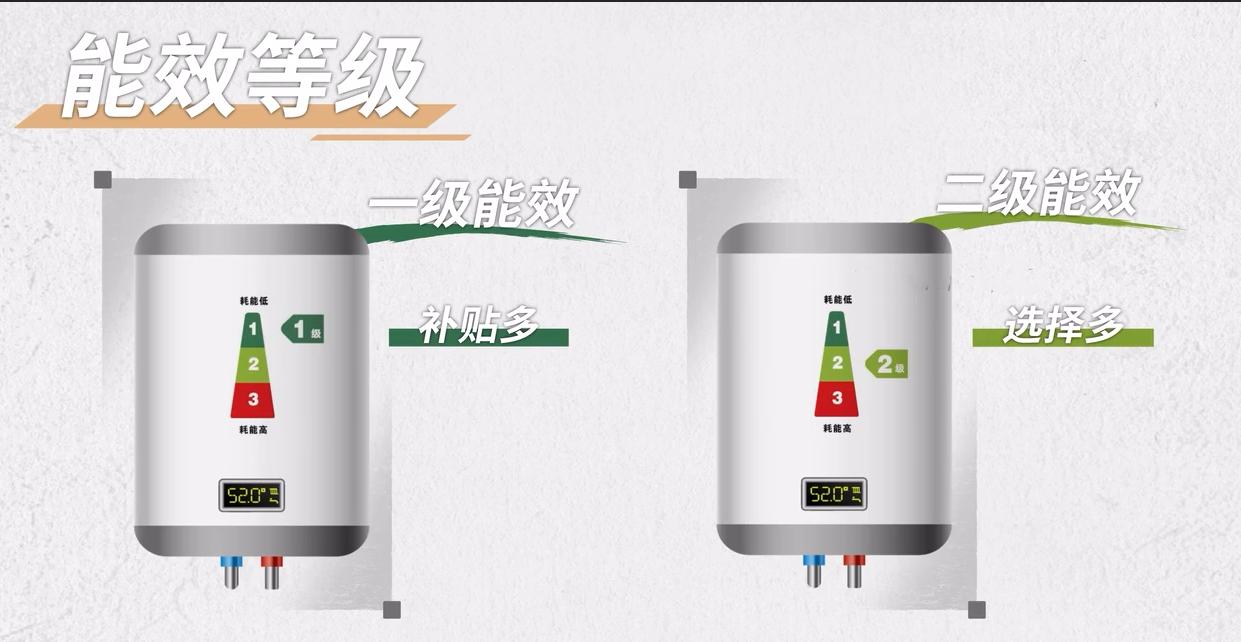 能效等级
一级能效
补贴多
耗能低
1
1级
2
3
耗能高
52.0°
二级能效
选择多
耗能低
1
2
2级
3
耗能高
52.0°